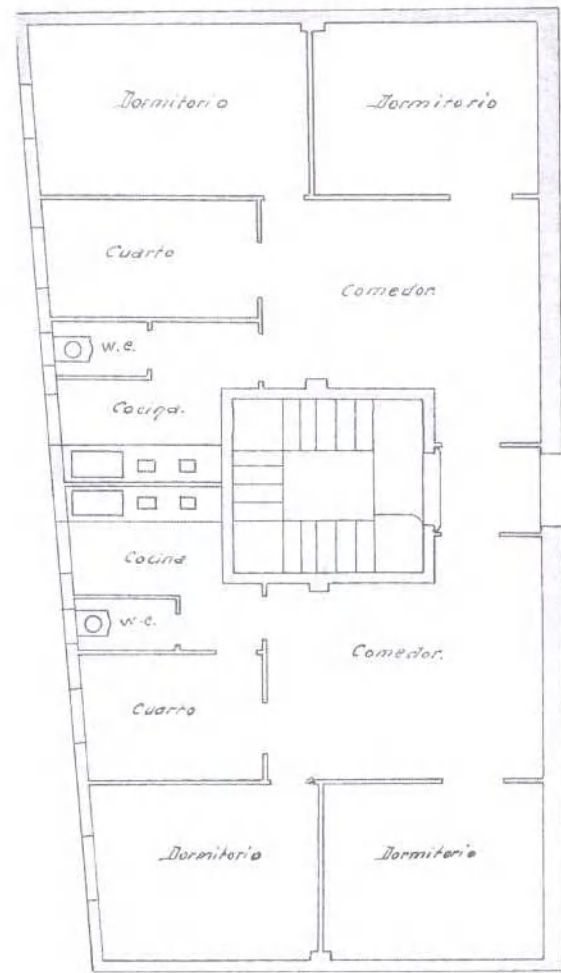 Dormitorio
Dormitorio
Cuarto
Comedor.
W.C.
Cocina.
Cocina
W.C.
Comedor.
Cuarto
Dormitorio
Dormitorio